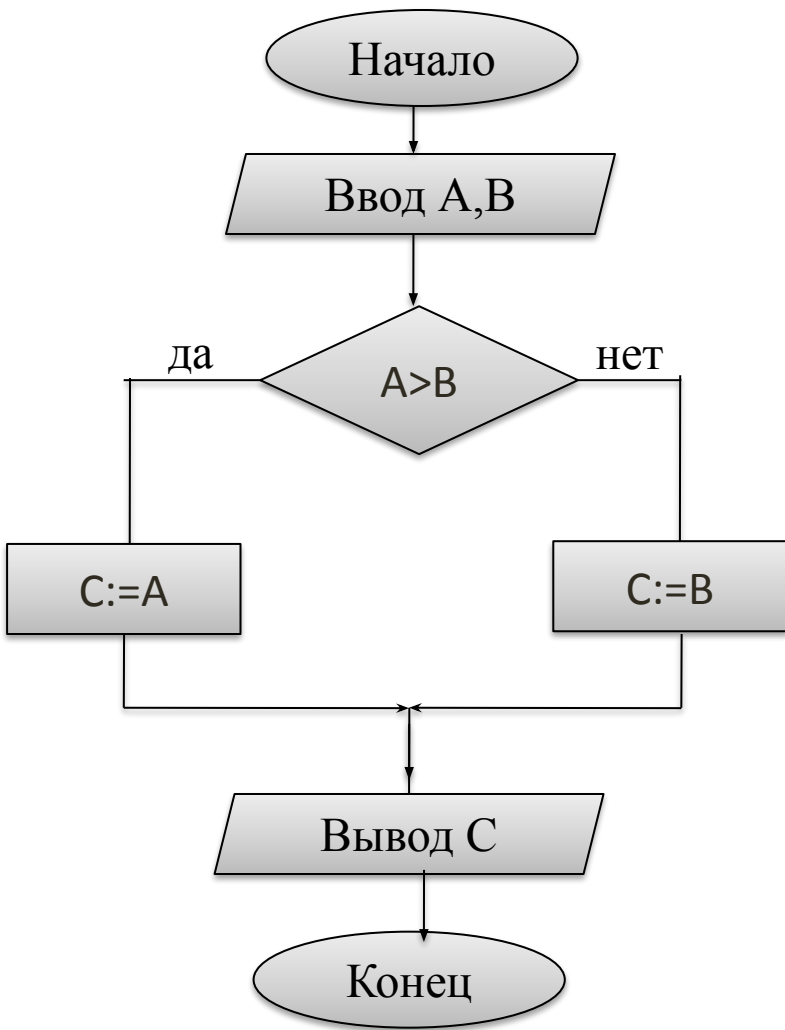 Начало
Ввод А,В
да
A>B
нет
C:=A
C:=B
Вывод С
Конец